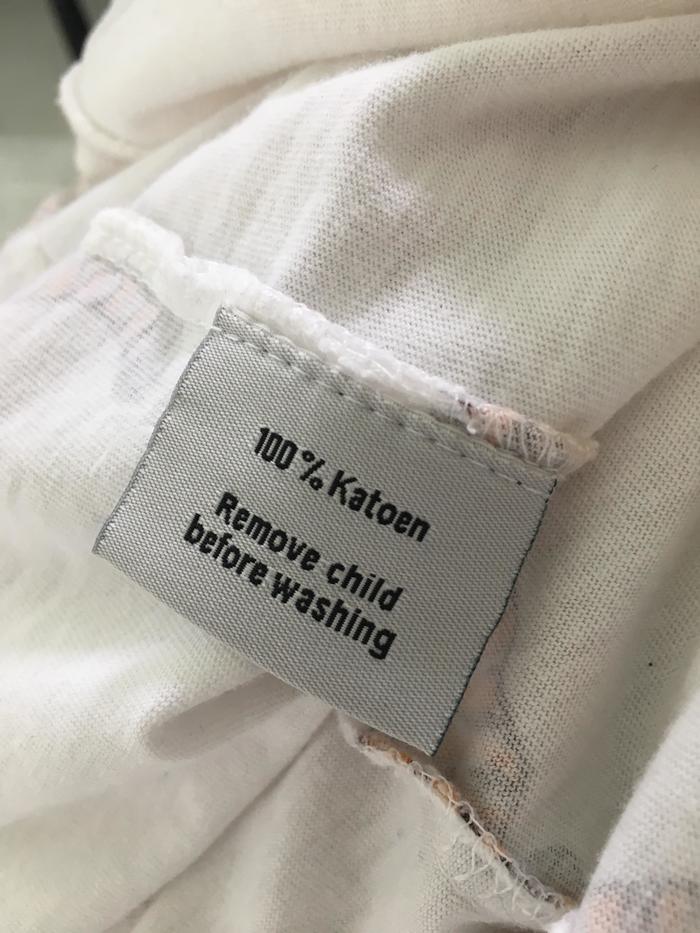 100% Katoen
Remove child
before washing